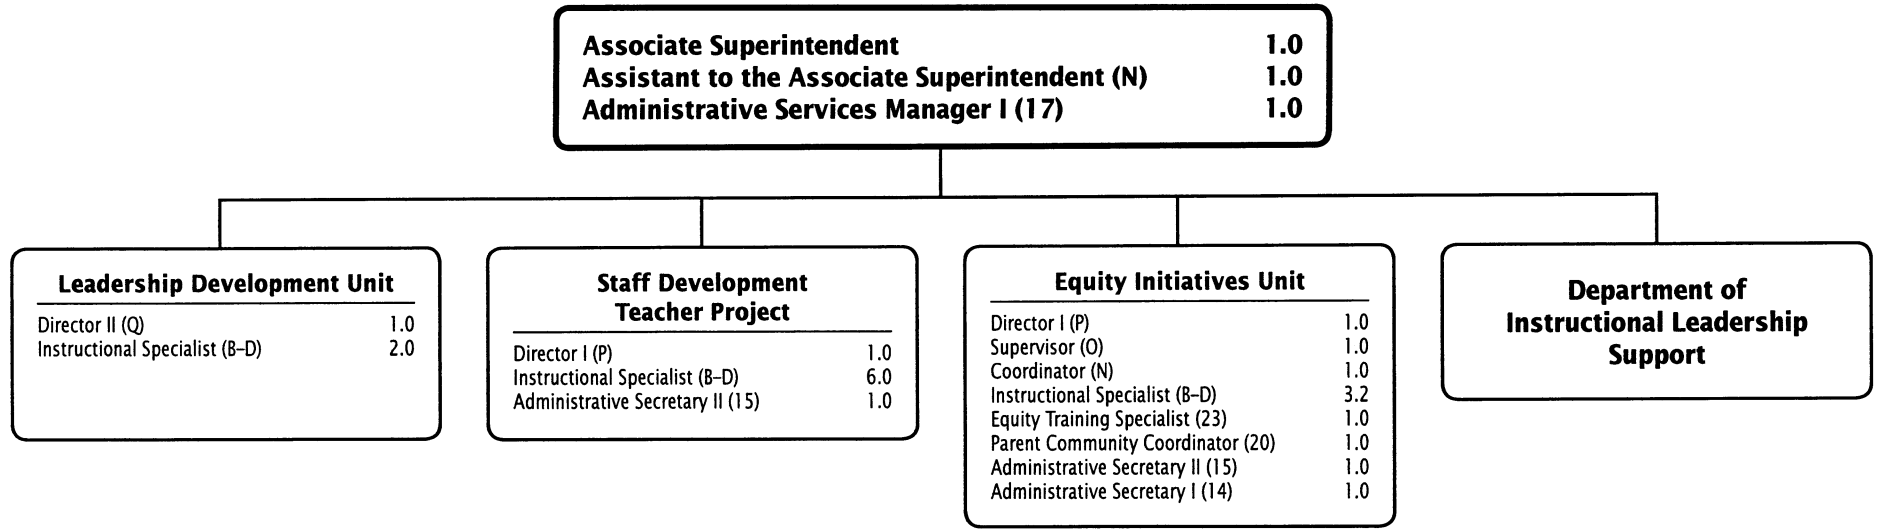 Associate Superintendent 1.0
Assistant to the Associate Superintendent (N) 1.0
Administrative Services Manager I (17) 1.0
Leadership Development Unit
Director II (Q) 1.0
Instructional Specialist (B–D) 2.0
Staff Development
Teacher Project
Director I (P) 1.0
Instructional Specialist (B–D) 6.0
Administrative Secretary II (15) 1.0
Equity Initiatives Unit
Director I (P) 1.0
Supervisor (O) 1.0
Coordinator (N) 1.0
Instructional Specialist (B–D) 3.2
Equity Training Specialist (23) 1.0
Parent Community Coordinator (20) 1.0
Administrative Secretary II (15) 1.0
Administrative Secretary I (14) 1.0
Department of
Instructional Leadership
Support